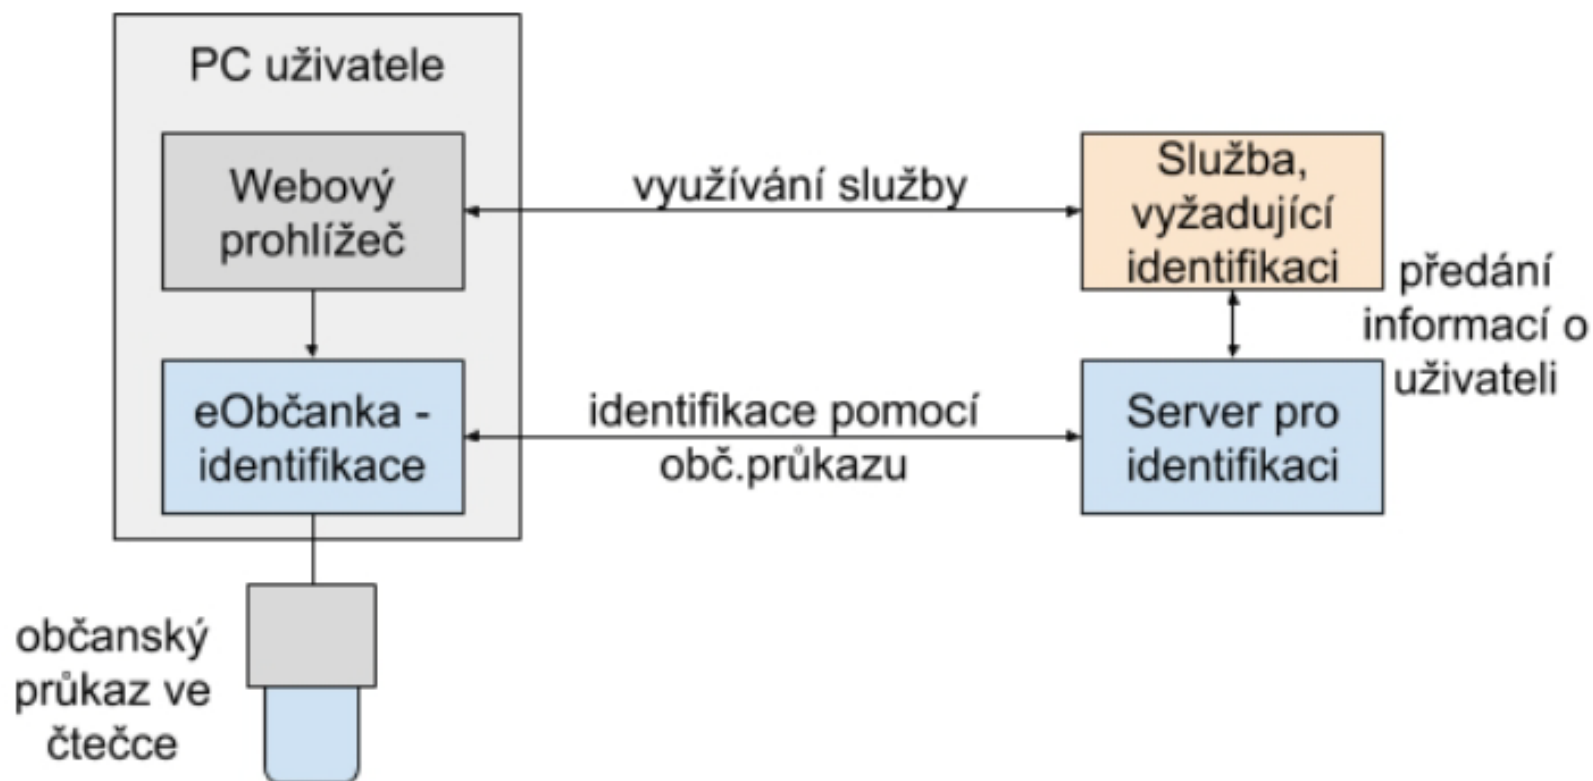 PC uživatele
Webový
prohlížeč
využívání služby
Služba,
vyžadující
identifikaci
předání
informací o
uživateli
eObčanka -
identifikace
identifikace pomocí
obč.průkazu
Server pro
identifikaci
občanský
průkaz ve
čtečce